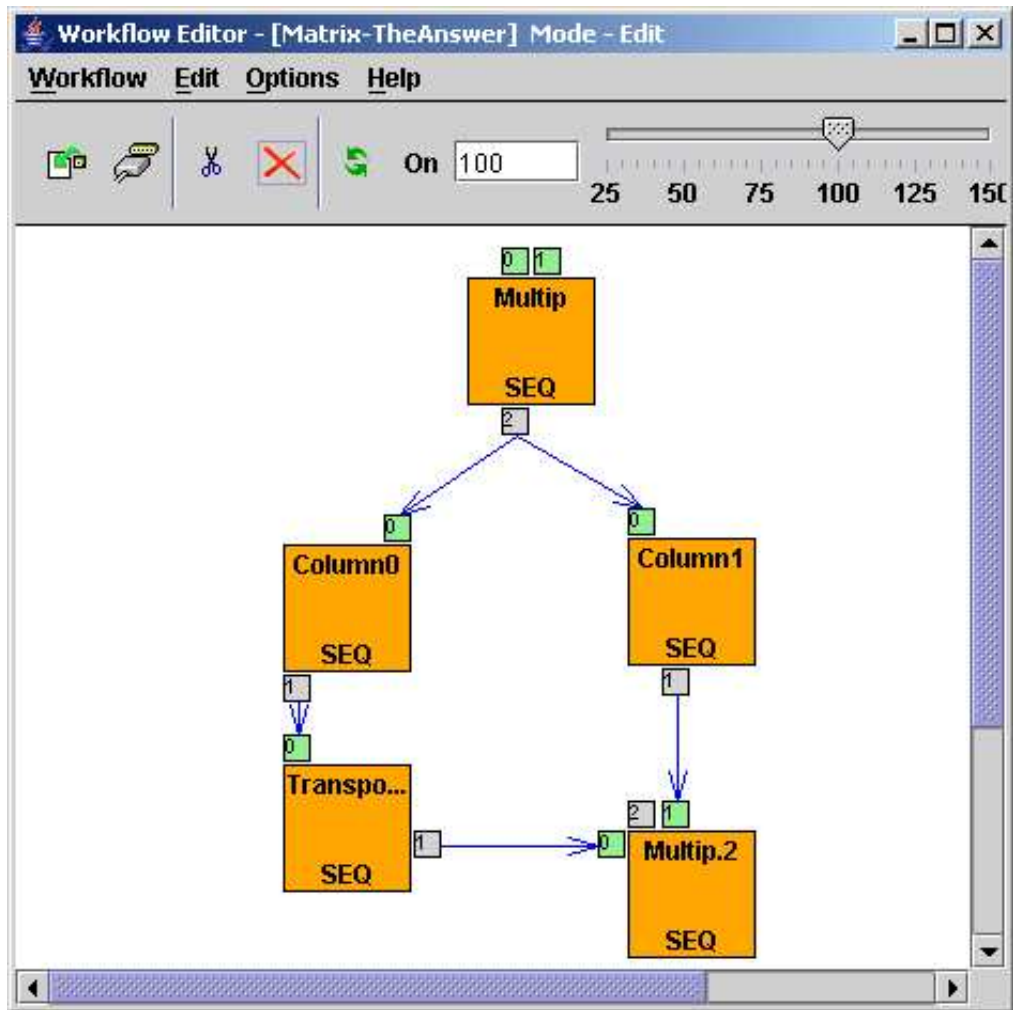 Workflow Editor - [Matrix-TheAnswer] Mode - Edit
Workflow Edit Options Help
On 100
25 50 75 100 125 150
0 1
Multip
SEQ
2
0 0
Column0 Column1
SEQ SEQ
1 1
0
Transpo...
2 1
1 0
Multip.2
SEQ
SEQ